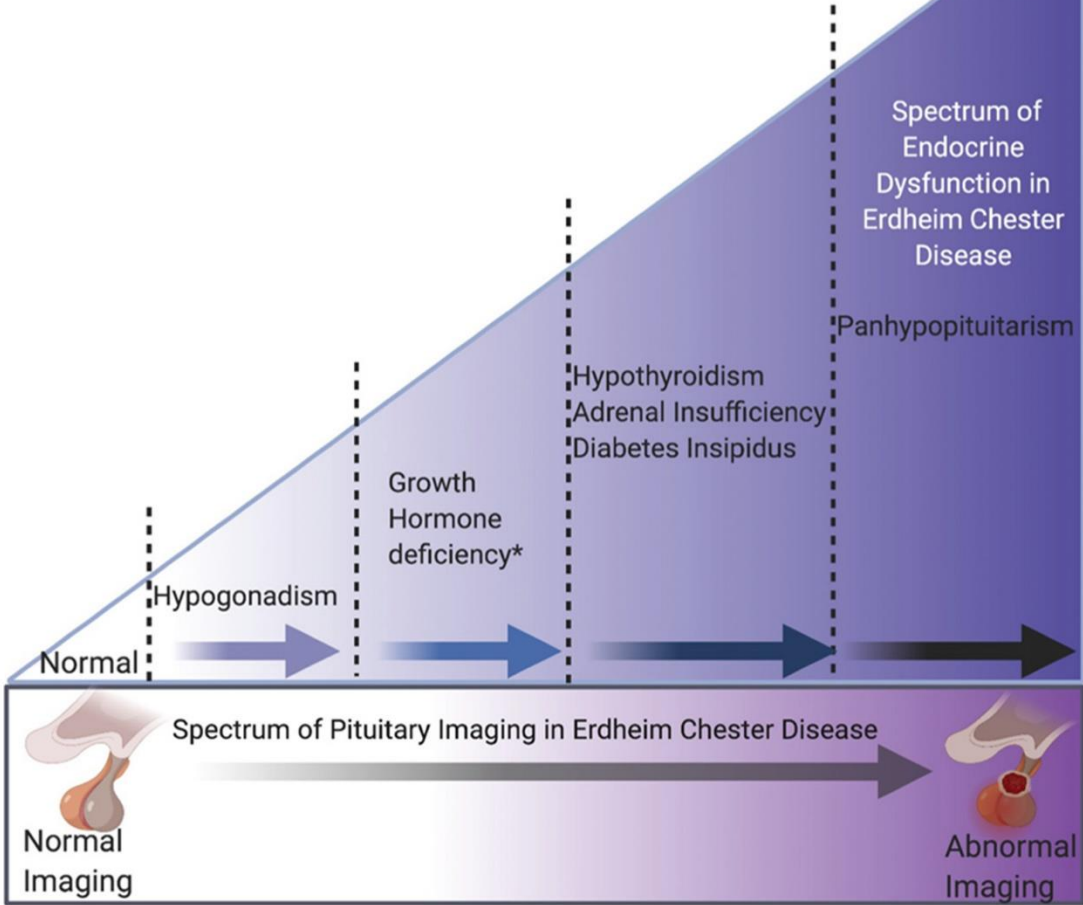 Spectrum of
Endocrine
Dysfunction in
Erdheim Chester
Disease
Panhypopituitarism
Hypothyroidism
Adrenal Insufficiency
Diabetes Insipidus
Growth
Hormone
deficiency*
Hypogonadism
Normal
Spectrum of Pituitary Imaging in Erdheim Chester Disease
Normal
Imaging
Abnormal
Imaging